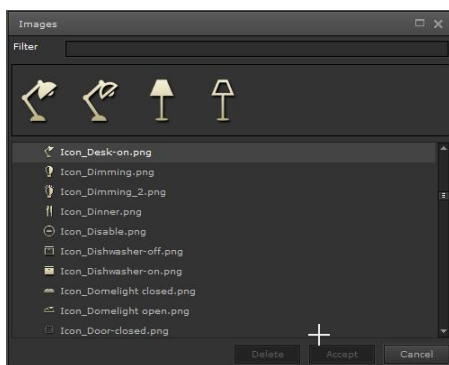 Images
Filter
Icon_Desk-on.png
Icon_Dimming.png
Icon_Dimming_2.png
Icon_Dinner.png
Icon_Disable.png
Icon_Dishwasher-off.png
Icon_Dishwasher-on.png
Icon_Domelight closed.png
Icon_Domelight open.png
Icon_Door-closed.png
Delete Accept Cancel